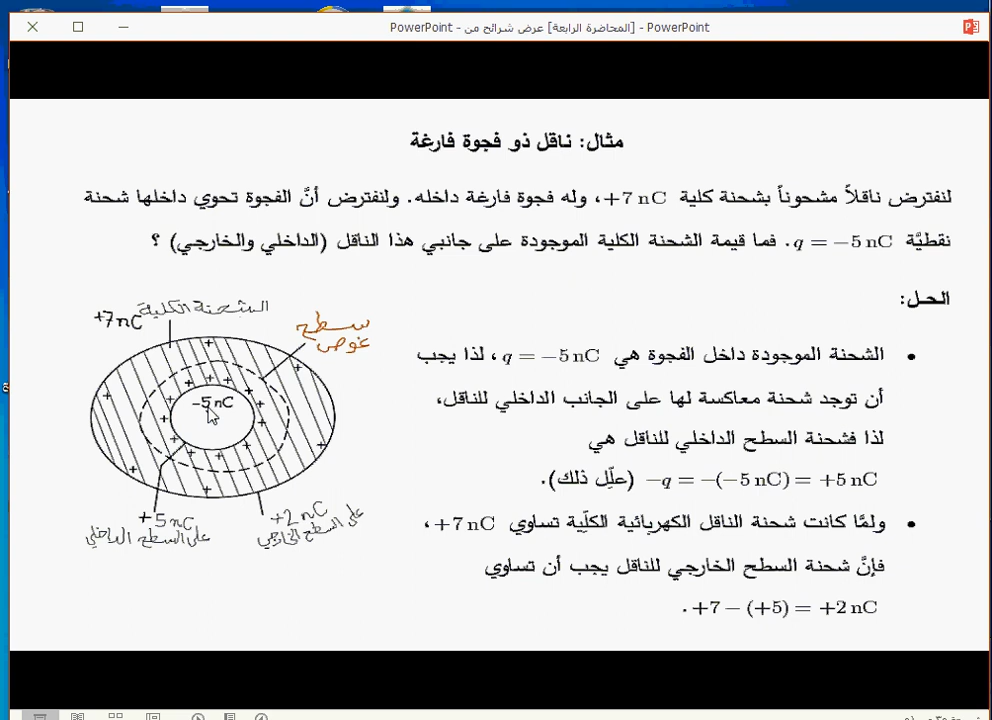 PowerPoint - [المحاضرة الرابعة] عرض شرائح من - PowerPoint
مثال: ناقل ذو فجوة فارغة
لنفترض ناقلاً مشحوناً بشحنة كلية +7 nC، وله فجوة فارغة داخله. ولنفترض أنَّ الفجوة تحوي داخلها شحنة
نقطيَّة q = −5 nC. فما قيمة الشحنة الكلية الموجودة على جانبي هذا الناقل (الداخلي والخارجي) ؟
الحل:
الشحنة الموجودة داخل الفجوة هي q = −5 nC، لذا يجب
أن توجد شحنة معاكسة لها على الجانب الداخلي للناقل،
لذا فشحنة السطح الداخلي للناقل هي
−q = −(−5 nC) = +5 nC (علِّل ذلك).
ولمَّا كانت شحنة الناقل الكهربائية الكلِّية تساوي +7 nC،
فإنَّ شحنة السطح الخارجي للناقل يجب أن تساوي
+7 − (+5) = +2 nC.
الشحنة الكلية
+7nC
سطح
غوص
−5 nC
+5nC
على السطح الداخلي
+2 nC
على السطح الخارجي